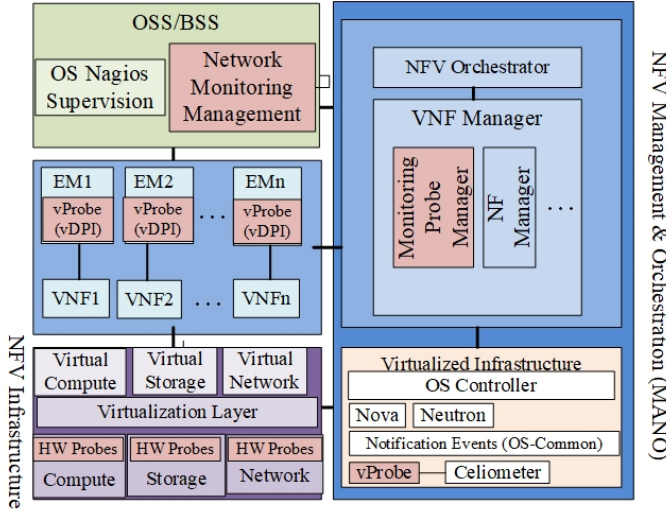 OSS/BSS
OS Nagios
Supervision
Network
Monitoring
Management
EM1
vProbe
(vDPI)
EM2
vProbe
(vDPI)
. . .
EMn
vProbe
(vDPI)
VNF1
VNF2
. . .
VNFn
NFV Orchestrator
VNF Manager
Monitoring
Probe
Manager
NF
Manager
. . .
NFV Management & Orchestration (MANO)
NFV Infrastructure
Virtual
Compute
Virtual
Storage
Virtual
Network
Virtualization Layer
HW Probes
HW Probes
HW Probes
Compute
Storage
Network
Virtualized Infrastructure
OS Controller
Nova
Neutron
Notification Events (OS-Common)
vProbe
Celiometer